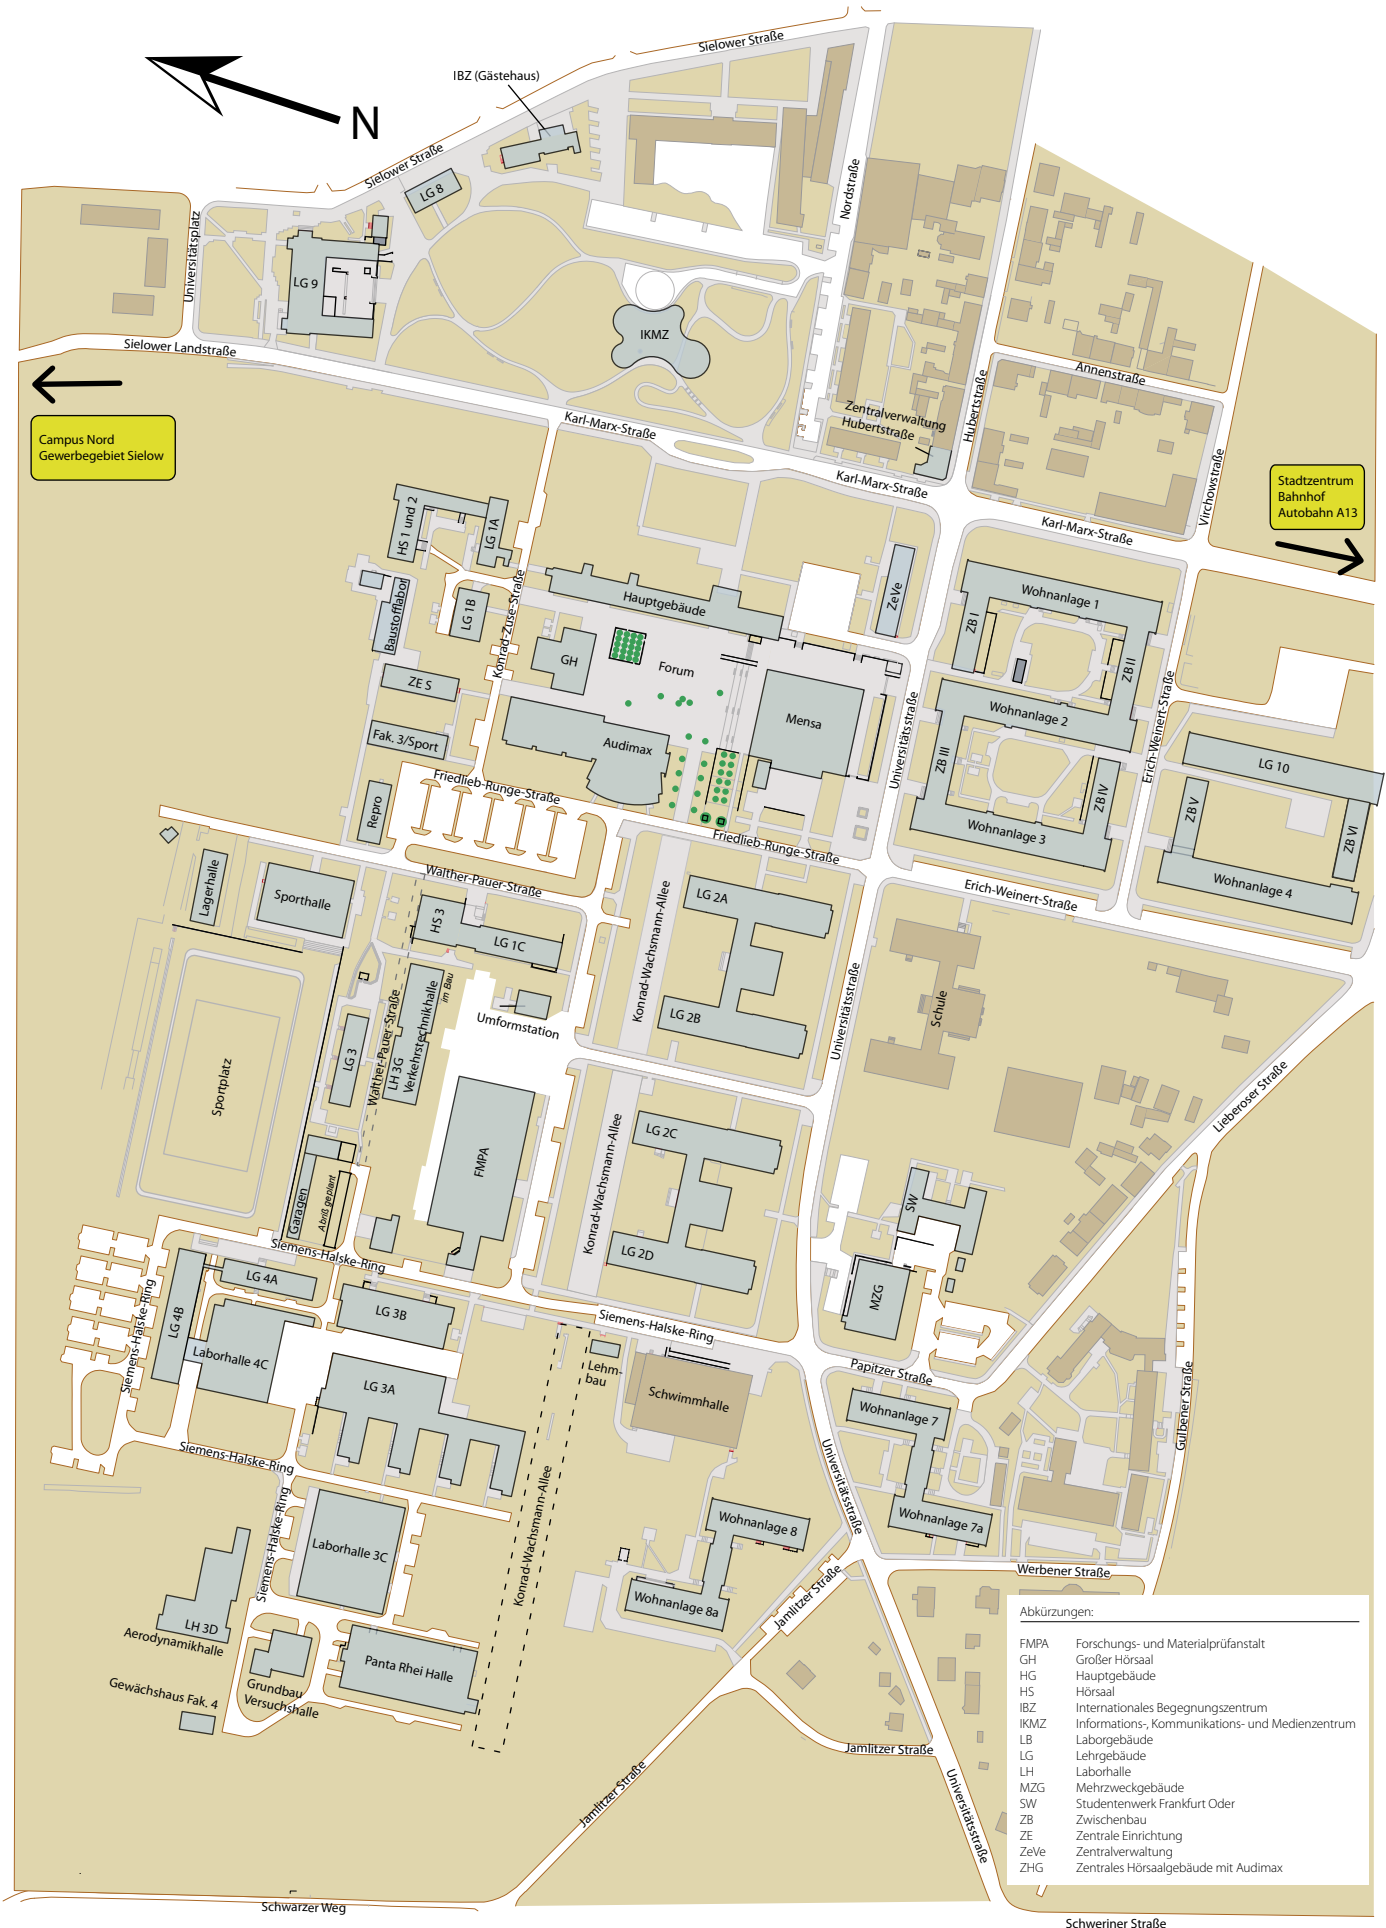 Sielower Straße
IBZ (Gästehaus)
N
Sielower Straße
LG 8
Nordstraße
Universitätsplatz
LG 9
IKMZ
Sielower Landstraße
Annenstraße
Hubertstraße
Zentralverwaltung
Hubertstraße
Karl-Marx-Straße
Campus Nord
Gewerbegebiet Sielow
Karl-Marx-Straße
Virchowstraße
Stadtzentrum
Bahnhof
Autobahn A13
Karl-Marx-Straße
HS 1 und 2
LG 1A
Konrad-Zuse-Straße
Baustofflabor
LG 1B
Hauptgebäude
ZeVe
Wohnanlage 1
ZB I
ZB II
GH
Forum
ZE S
Wohnanlage 2
Mensa
Audimax
Universitätsstraße
Erich-Weinert-Straße
Fak. 3/Sport
ZB III
ZB IV
LG 10
Friedlieb-Runge-Straße
Repro
ZB V
ZB VI
Wohnanlage 3
Friedlieb-Runge-Straße
Walther-Pauer-Straße
Wohnanlage 4
Erich-Weinert-Straße
Lagerhalle
Sporthalle
LG 2A
Konrad-Wachsmann-Allee
HS 3
LG 1C
im Bau
Umformstation
LG 2B
Universitätsstraße
Schule
LG 3
Walther-Pauer-Straße
LH 3G
Verkehrstechnikhalle
Sportplatz
Lieberoser Straße
LG 2C
Konrad-Wachsmann-Allee
FMPA
Garagen
Abriß geplant
SW
LG 2D
Siemens-Halske-Ring
LG 4A
MZG
LG 4B
Siemens-Halske-Ring
LG 3B
Siemens-Halske-Ring
Laborhalle 4C
Papitzer Straße
Lehm-
bau
LG 3A
Schwimmhalle
Gulbener Straße
Wohnanlage 7
Siemens-Halske-Ring
Universitätsstraße
Konrad-Wachsmann-Allee
Wohnanlage 8
Wohnanlage 7a
Siemens-Halske-Ring
Laborhalle 3C
Werbener Straße
Jamlitzer Straße
Wohnanlage 8a
LH 3D
Aerodynamikhalle
Panta Rhei Halle
Gewächshaus Fak. 4
Grundbau
Versuchshalle
Jamlitzer Straße
Jamlitzer Straße
Universitätsstraße
Abkürzungen:
FMPA Forschungs- und Materialprüfanstalt
GH Großer Hörsaal
HG Hauptgebäude
HS Hörsaal
IBZ Internationales Begegnungszentrum
IKMZ Informations-, Kommunikations- und Medienzentrum
LB Laborgebäude
LG Lehrgebäude
LH Laborhalle
MZG Mehrzweckgebäude
SW Studentenwerk Frankfurt Oder
ZB Zwischenbau
ZE Zentrale Einrichtung
ZeVe Zentralverwaltung
ZHG Zentrales Hörsaalgebäude mit Audimax
Schwarzer Weg
Schweriner Straße